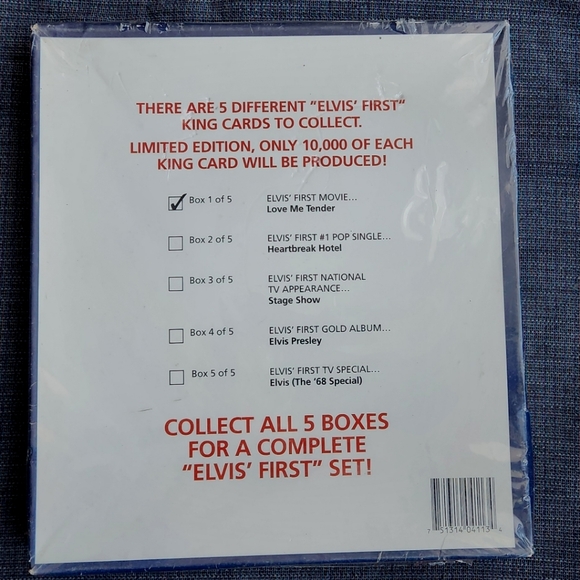 THERE ARE 5 DIFFERENT "ELVIS' FIRST"
KING CARDS TO COLLECT.
LIMITED EDITION, ONLY 10,000 OF EACH
KING CARD WILL BE PRODUCED!
Box 1 of 5 ELVIS' FIRST MOVIE...
Love Me Tender
Box 2 of 5 ELVIS' FIRST #1 POP SINGLE...
Heartbreak Hotel
Box 3 of 5 ELVIS' FIRST NATIONAL
TV APPEARANCE...
Stage Show
Box 4 of 5 ELVIS' FIRST GOLD ALBUM...
Elvis Presley
Box 5 of 5 ELVIS' FIRST TV SPECIAL...
Elvis (The '68 Special)
COLLECT ALL 5 BOXES
FOR A COMPLETE
"ELVIS' FIRST" SET!
7 51314 04113 4